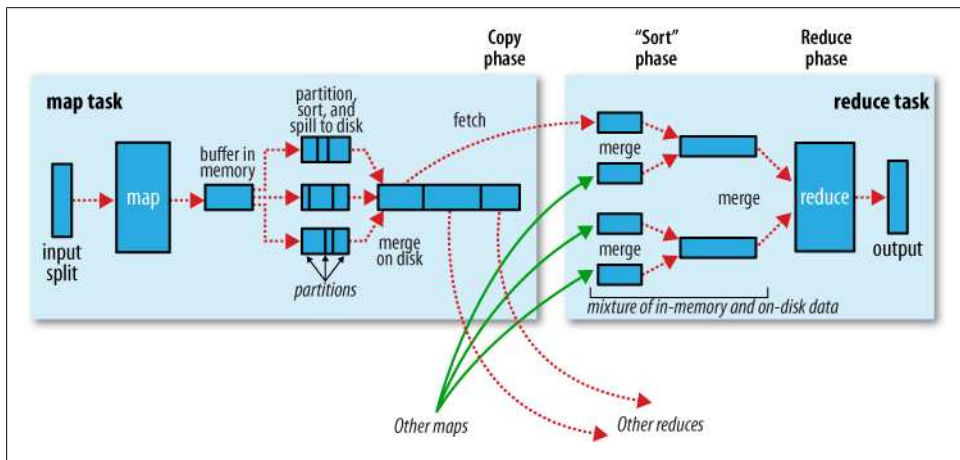 Copy
phase
“Sort”
phase
Reduce
phase
map task
partition,
sort, and
spill to disk
fetch
reduce task
buffer in
memory
merge
map
merge
reduce
input
split
merge
on disk
merge
output
partitions
mixture of in-memory and on-disk data
Other maps
Other reduces